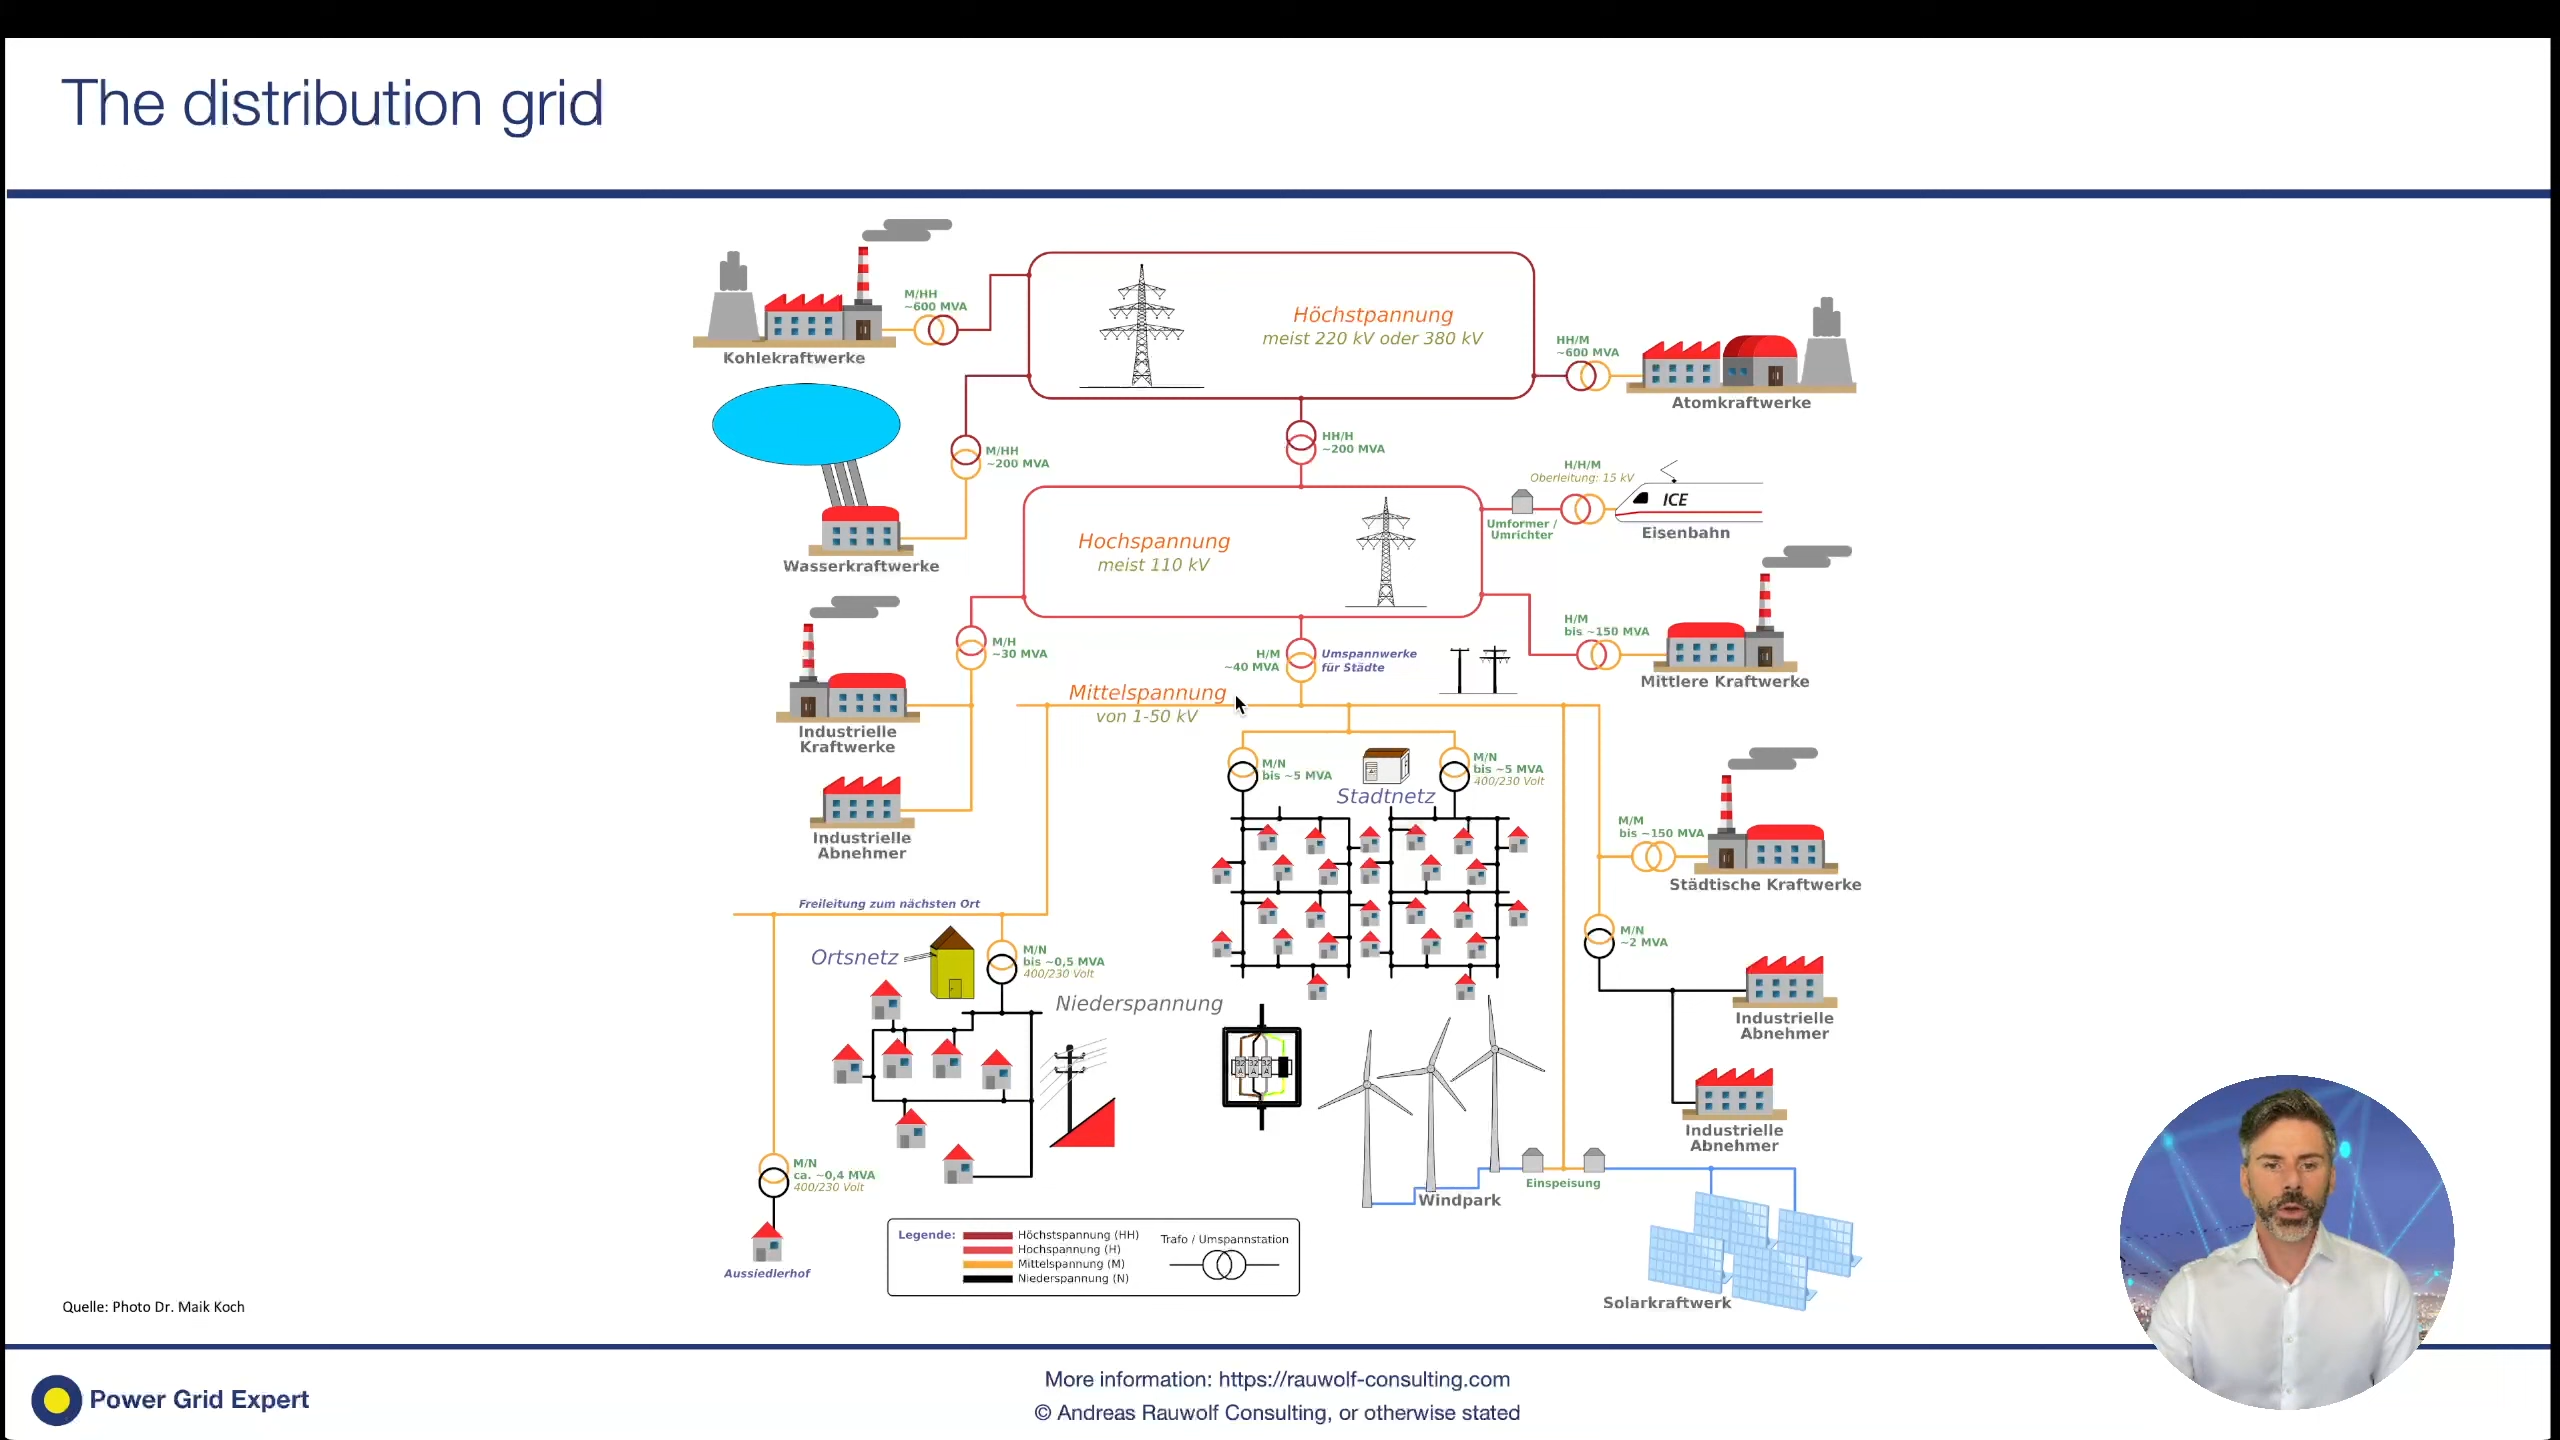 The distribution grid
M/HH
~600 MVA
Kohlekraftwerke
Höchstpannung
meist 220 kV oder 380 kV
HH/M
~600 MVA
Atomkraftwerke
M/HH
~200 MVA
HH/H
~200 MVA
H/H/M
Oberleitung: 15 kV
ICE
Umformer /
Umrichter
Eisenbahn
Wasserkraftwerke
Hochspannung
meist 110 kV
M/H
~30 MVA
H/M
~40 MVA
Umspannwerke
für Städte
H/M
bis ~150 MVA
Mittlere Kraftwerke
Mittelspannung
von 1-50 kV
Industrielle
Kraftwerke
M/N
bis ~5 MVA
M/N
bis ~5 MVA
400/230 Volt
Stadtnetz
Industrielle
Abnehmer
M/M
bis ~150 MVA
Städtische Kraftwerke
Freileitung zum nächsten Ort
Ortsnetz
M/N
bis ~0,5 MVA
400/230 Volt
M/N
~2 MVA
Niederspannung
Industrielle
Abnehmer
32 32 32
A A A
Industrielle
Abnehmer
M/N
ca. ~0,4 MVA
400/230 Volt
Einspeisung
Windpark
Aussiedlerhof
Legende:
Höchstspannung (HH)
Hochspannung (H)
Mittelspannung (M)
Niederspannung (N)
Trafo / Umspannstation
Solarkraftwerk
Quelle: Photo Dr. Maik Koch
Power Grid Expert
More information: https://rauwolf-consulting.com
© Andreas Rauwolf Consulting, or otherwise stated